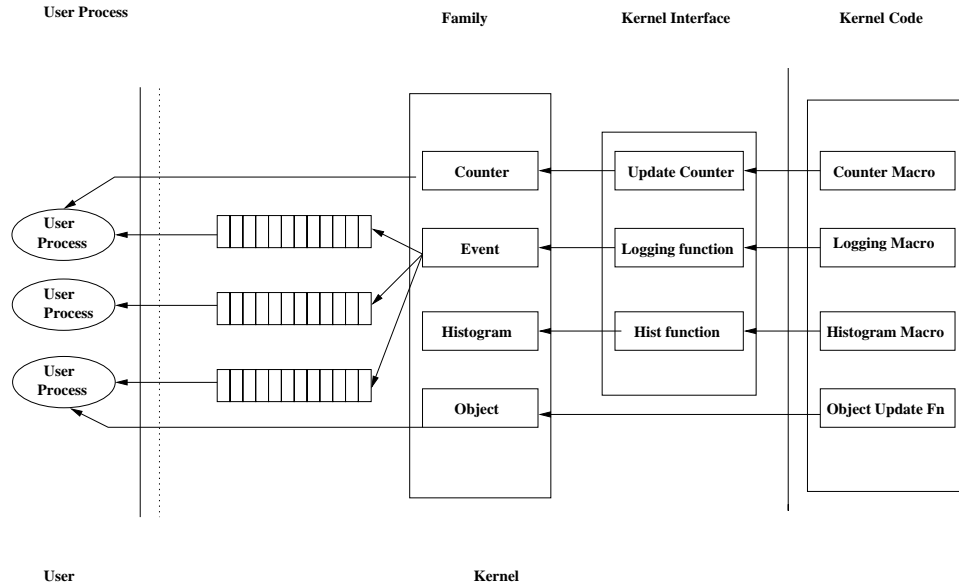 User Process
Family
Kernel Interface
Kernel Code
Counter
Update Counter
Counter Macro
User
Process
Event
Logging function
Logging Macro
User
Process
Histogram
Hist function
Histogram Macro
User
Process
Object
Object Update Fn
User
Kernel